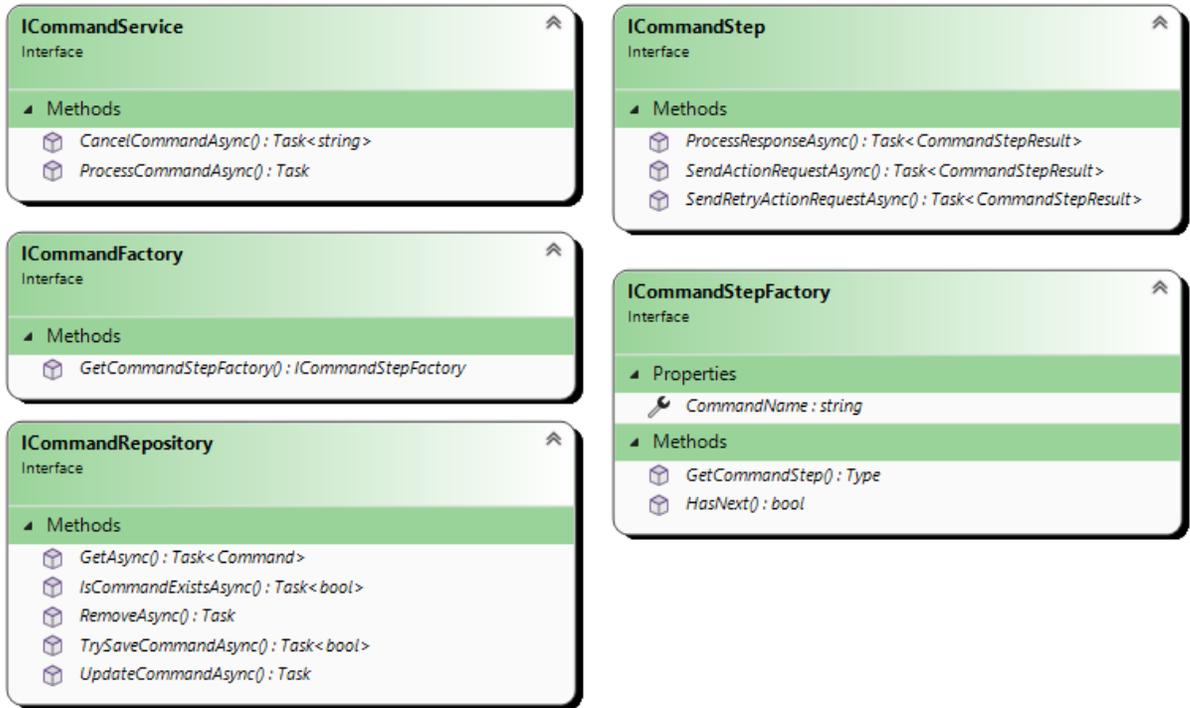 ICommandService
Interface
Methods
CancelCommandAsync() : Task<string>
ProcessCommandAsync() : Task
ICommandFactory
Interface
Methods
GetCommandStepFactory() : ICommandStepFactory
ICommandRepository
Interface
Methods
GetAsync() : Task<Command>
IsCommandExistsAsync() : Task<bool>
RemoveAsync() : Task
TrySaveCommandAsync() : Task<bool>
UpdateCommandAsync() : Task
ICommandStep
Interface
Methods
ProcessResponseAsync() : Task<CommandStepResult>
SendActionRequestAsync() : Task<CommandStepResult>
SendRetryActionRequestAsync() : Task<CommandStepResult>
ICommandStepFactory
Interface
Properties
CommandName : string
Methods
GetCommandStep() : Type
HasNext() : bool